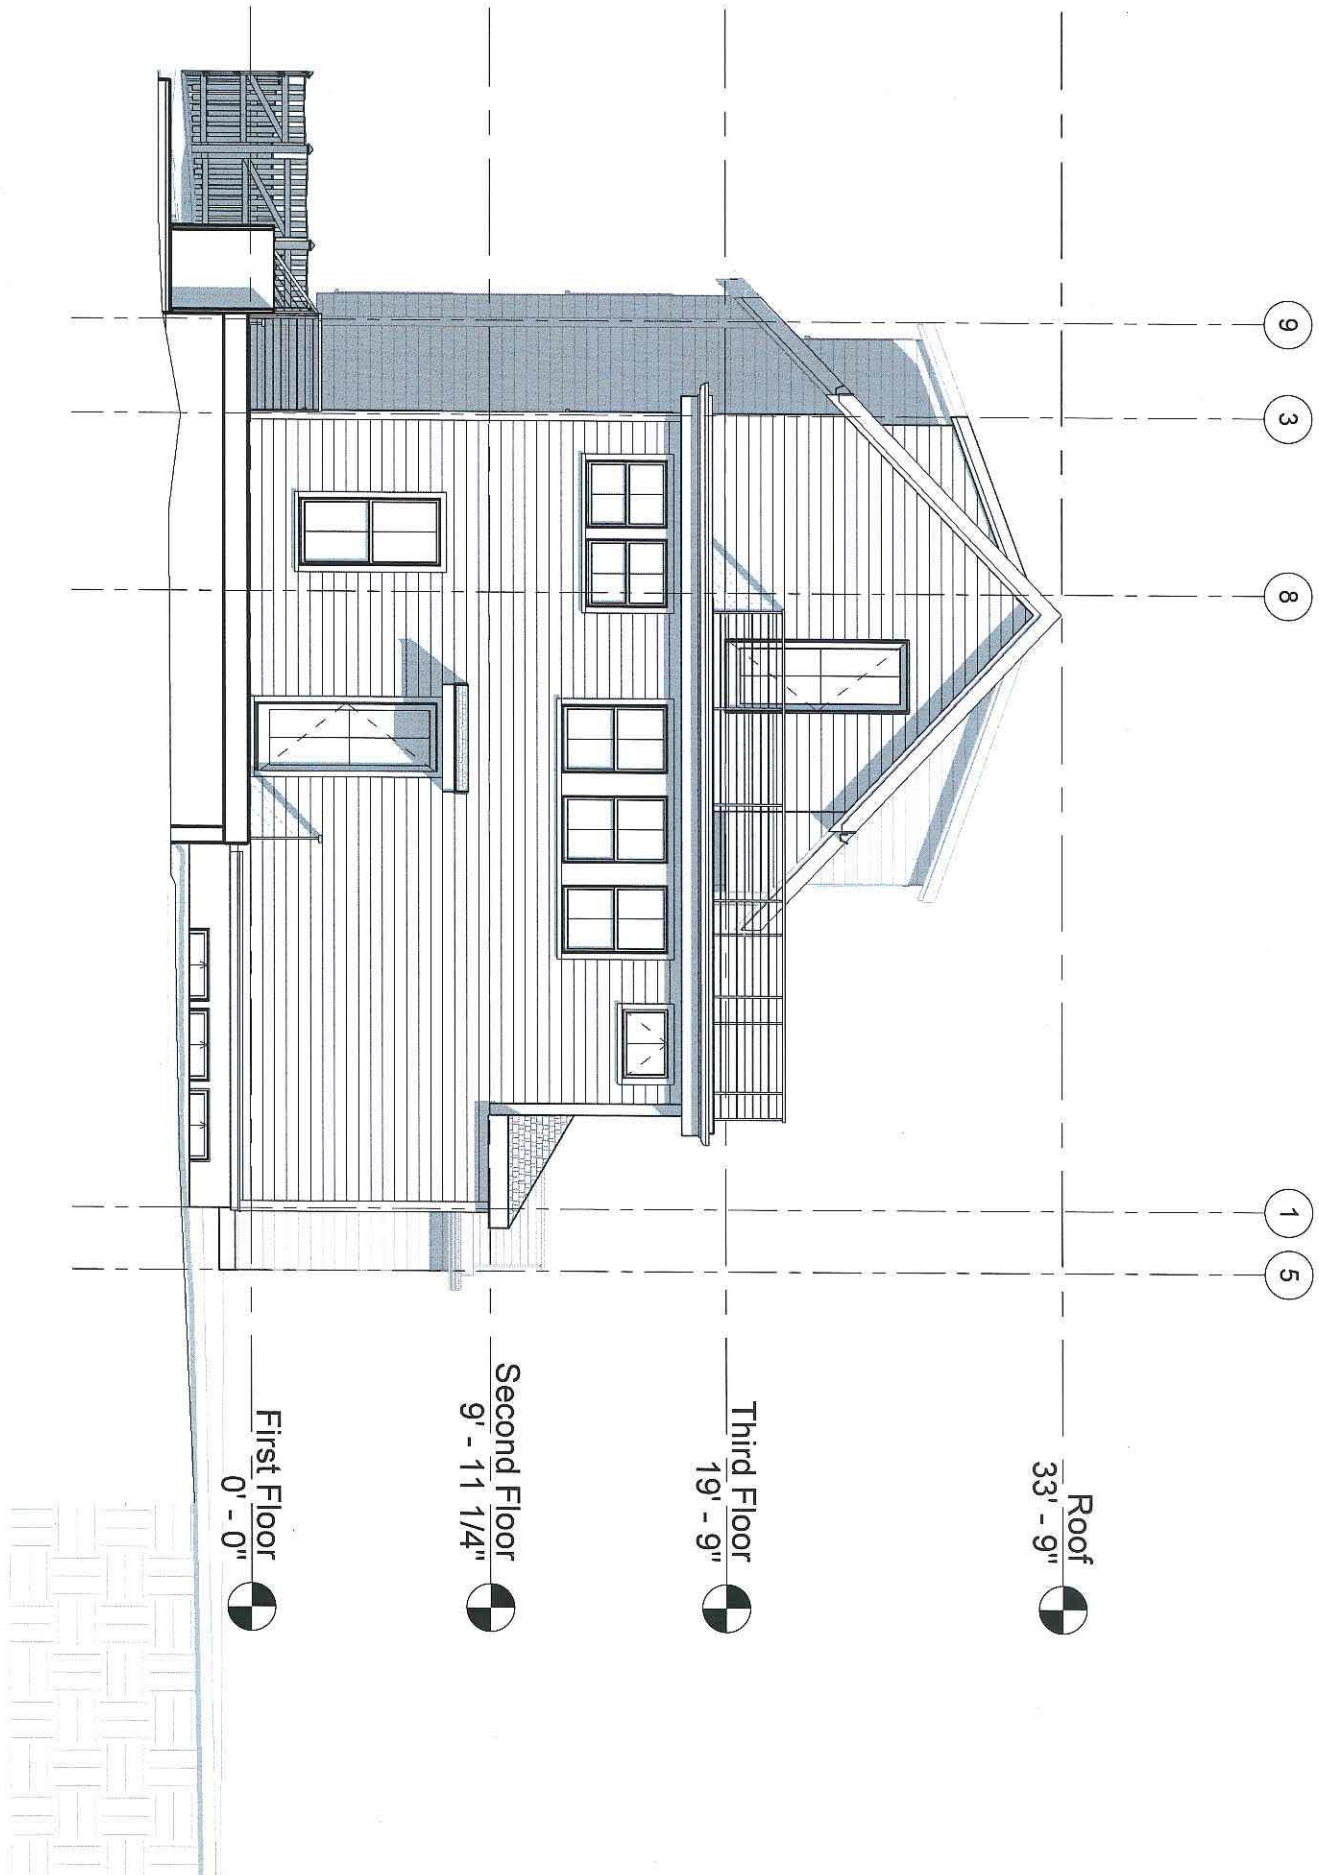 9
3
8
1
5
Roof
33' - 9"
Third Floor
19' - 9"
Second Floor
9' - 11 1/4"
First Floor
0' - 0"